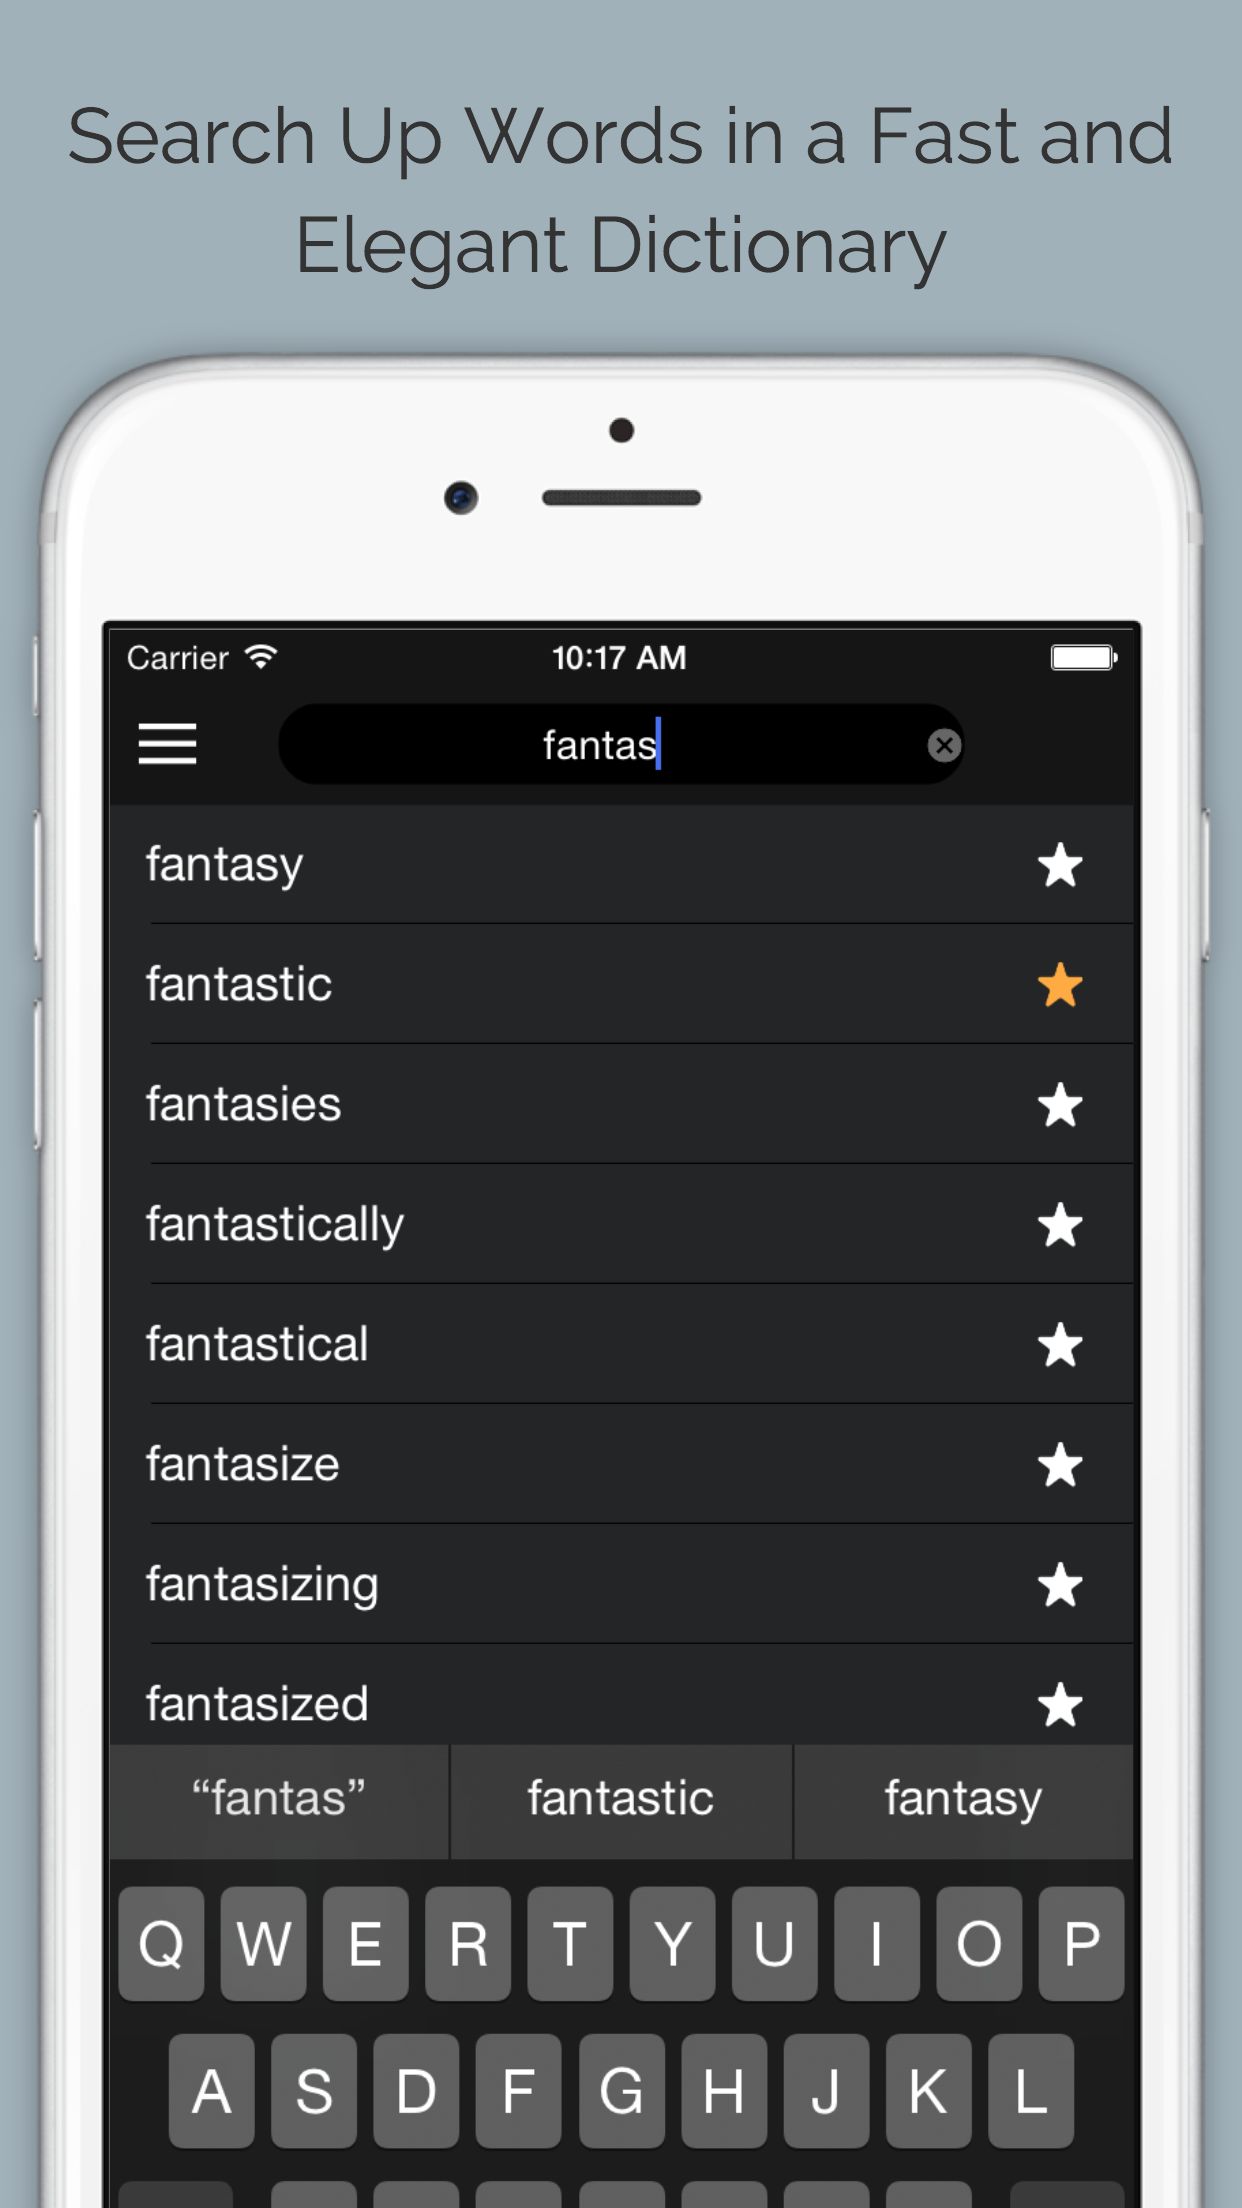 Search Up Words in a Fast and
Elegant Dictionary
Carrier 10:17 AM
fantas
fantasy
fantastic
fantasies
fantastically
fantastical
fantasize
fantasizing
fantasized
“fantas” fantastic fantasy
Q W E R T Y U I O P
A S D F G H J K L